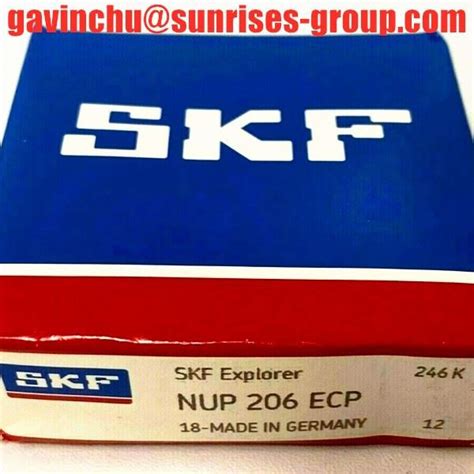 gavinchu@sunrises-group.com
SKF
SKF
SKF Explorer 246 K
NUP 206 ECP
18-MADE IN GERMANY 12